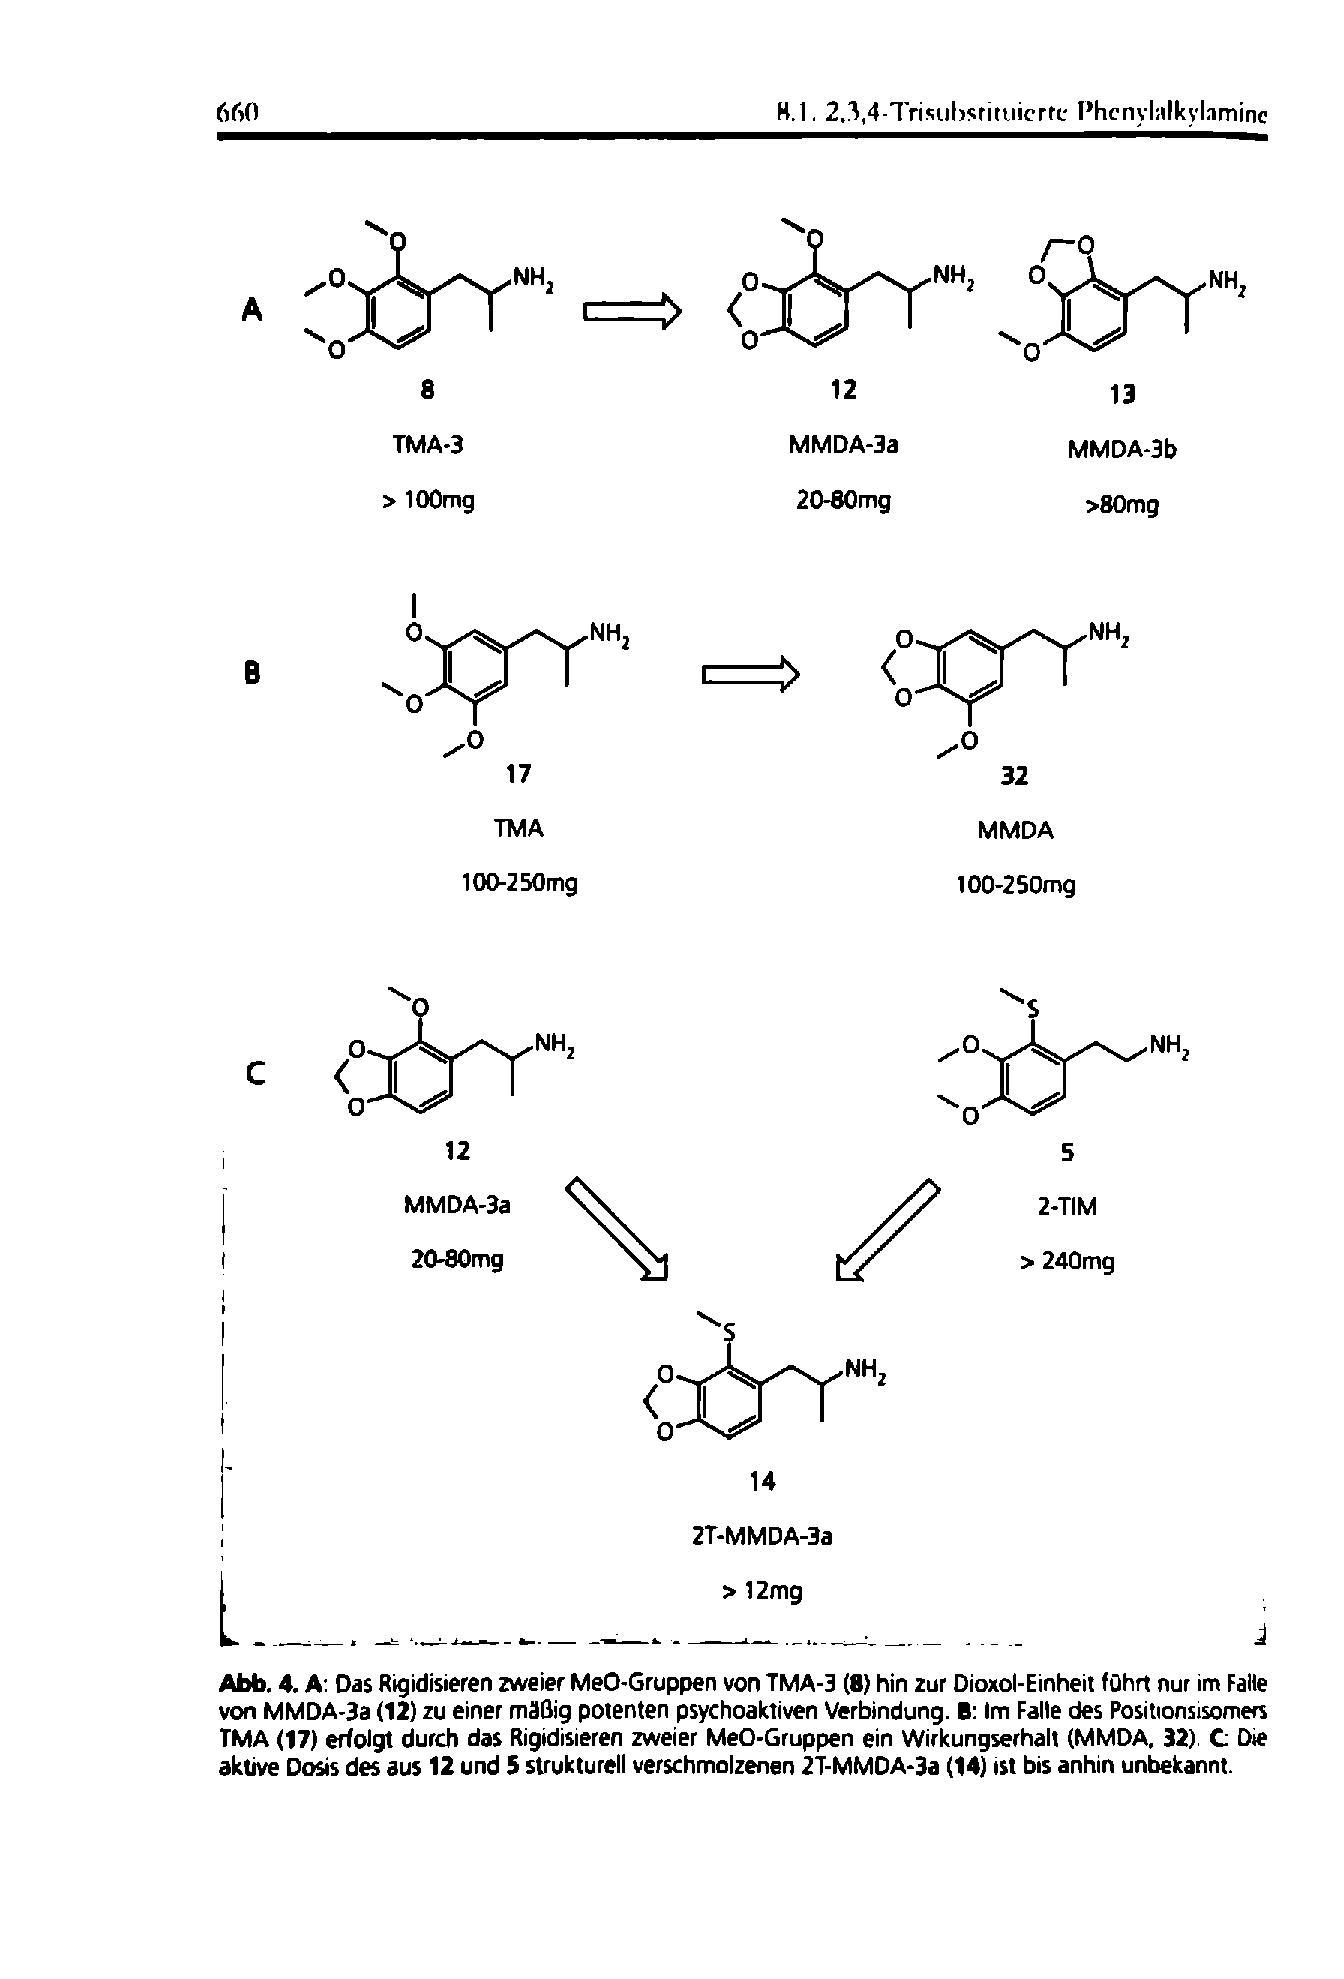 660 8.1. 2,3,4-Trisubstituierte Phenylalkylamine
A
O
O
O
NH2
O
O
O
NH2
O
O
O
NH2
8 12 13
TMA-3 MMDA-3a MMDA-3b
> 100mg 20-80mg >80mg
B
O
O
O
NH2
O
O
O
NH2
17 32
TMA MMDA
100-250mg 100-250mg
C
O
O
O
NH2
S
O
O
NH2
12 5
MMDA-3a 2-TIM
20-80mg > 240mg
S
O
O
NH2
14
2T-MMDA-3a
> 12mg
Abb. 4. A: Das Rigidisieren zweier MeO-Gruppen von TMA-3 (8) hin zur Dioxol-Einheit führt nur im Falle
von MMDA-3a (12) zu einer mäßig potenten psychoaktiven Verbindung. B: Im Falle des Positionsisomers
TMA (17) erfolgt durch das Rigidisieren zweier MeO-Gruppen ein Wirkungserhalt (MMDA, 32). C: Die
aktive Dosis des aus 12 und 5 strukturell verschmolzenen 2T-MMDA-3a (14) ist bis anhin unbekannt.